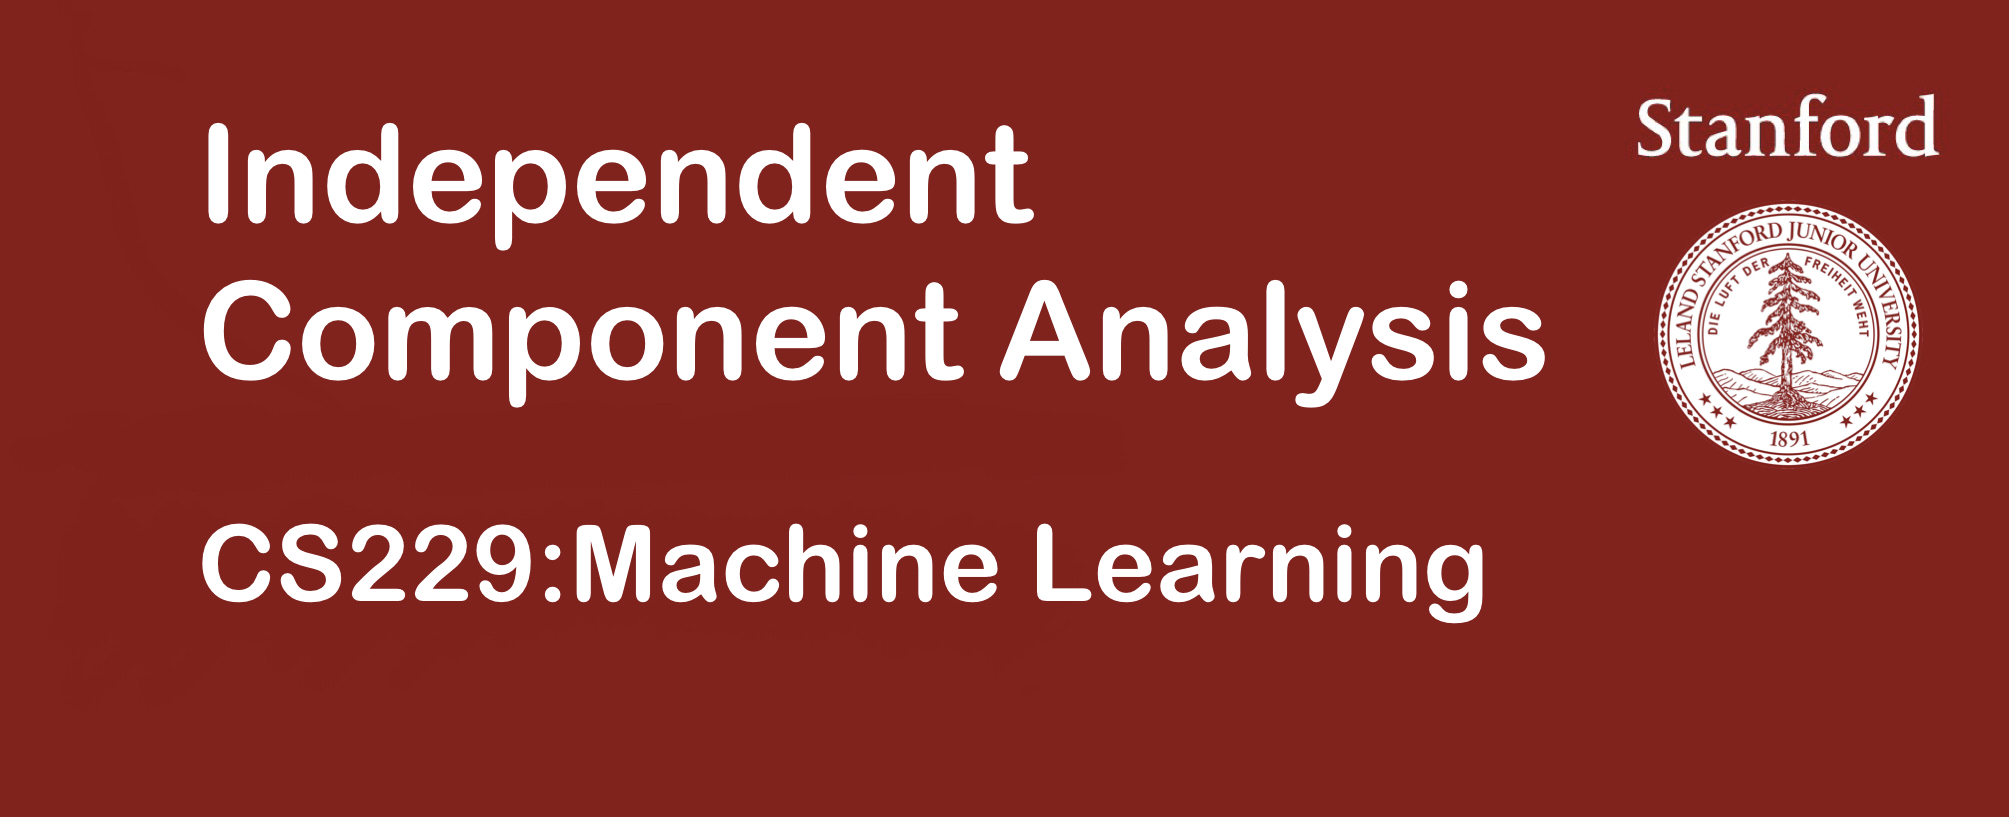 Independent
Component Analysis
CS229:Machine Learning
Stanford
LELAND STANFORD JUNIOR UNIVERSITY
DIE LUFT DER FREIHEIT WEHT
1891